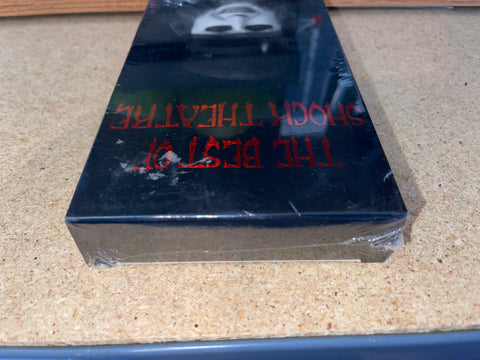 THE BEST OF
SHOCK THEATRE